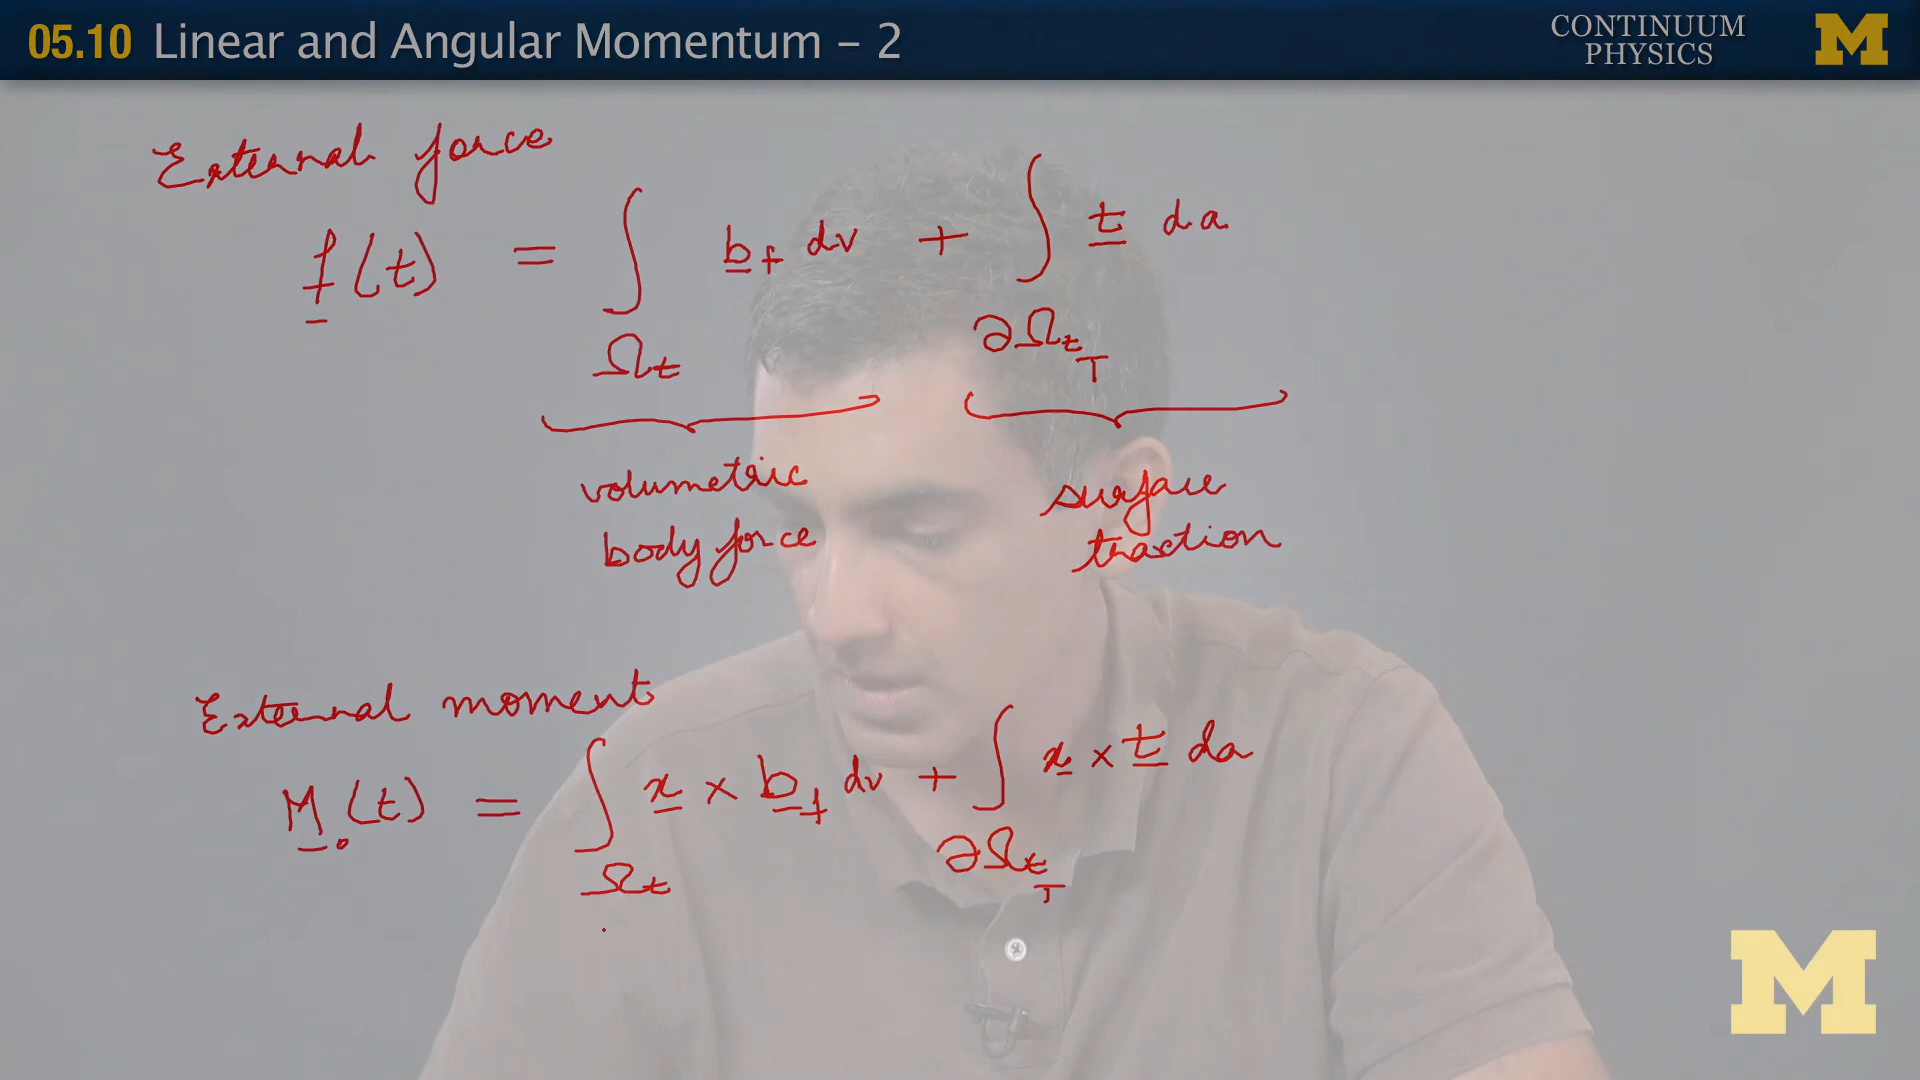 05.10 Linear and Angular Momentum – 2
CONTINUUM
PHYSICS
M
External force
f(t) = ∫ b_f dv + ∫ t da
Ω_t ∂Ω_t_T
volumetric surface
body force traction
External moment
M_o(t) = ∫ x × b_f dv + ∫ x × t da
Ω_t ∂Ω_t_T
M